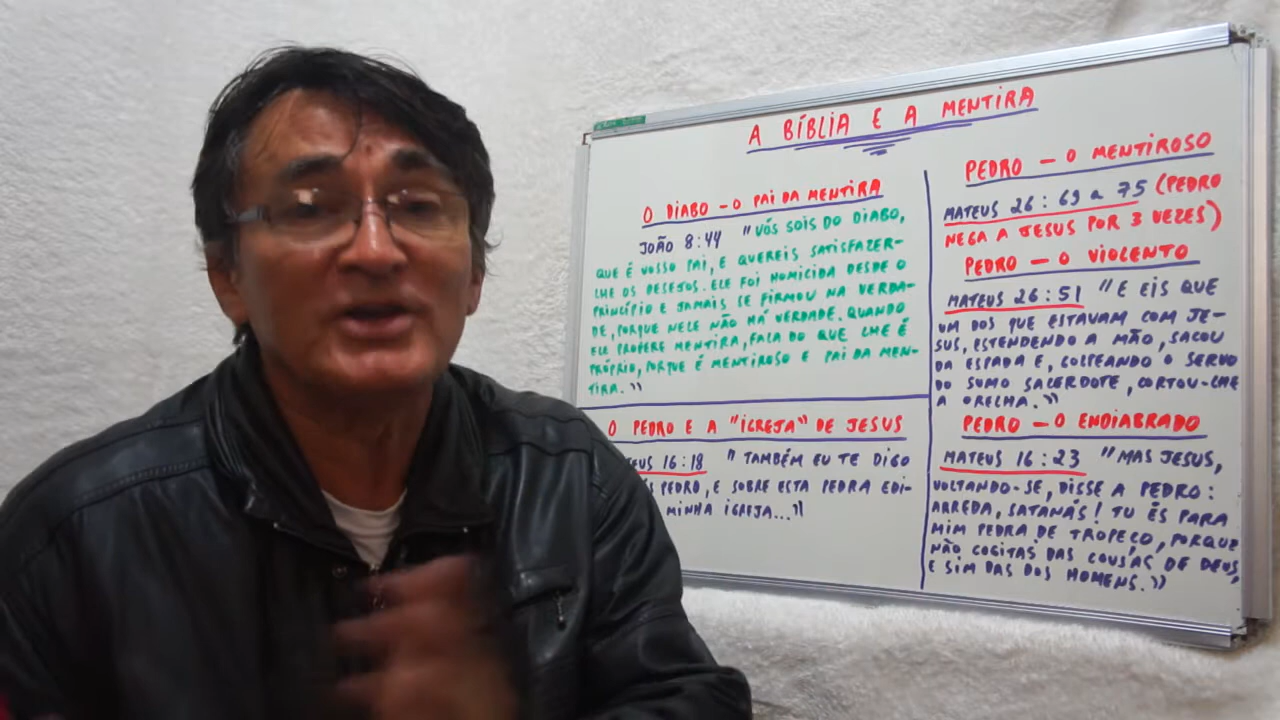 A BÍBLIA E A MENTIRA
O DIABO - O PAI DA MENTIRA
JOÃO 8:44 "VÓS SOIS DO DIABO,
QUE É VOSSO PAI, E QUEREIS SATISFAZER-
LHE OS DESEJOS. ELE FOI HOMICIDA DESDE O
PRINCÍPIO E JAMAIS SE FIRMOU NA VERDA-
DE, PORQUE NELE NÃO HÁ VERDADE. QUANDO
ELE PROFERE MENTIRA, FALA DO QUE LHE É
PRÓPRIO, PORQUE É MENTIROSO E PAI DA MEN-
TIRA."
O PEDRO E A "IGREJA" DE JESUS
EUS 16:18 "TAMBÉM EU TE DIGO
S PEDRO, E SOBRE ESTA PEDRA EDI-
MINHA IGREJA..."
PEDRO - O MENTIROSO
MATEUS 26:69 a 75 (PEDRO
NEGA A JESUS POR 3 VEZES)
PEDRO - O VIOLENTO
MATEUS 26:51 "E EIS QUE
UM DOS QUE ESTAVAM COM JE-
SUS, ESTENDENDO A MÃO, SACOU
DA ESPADA E, GOLPEANDO O SERVO
DO SUMO SACERDOTE, CORTOU-LHE
A ORELHA."
PEDRO - O ENDIABRADO
MATEUS 16:23 "MAS JESUS,
VOLTANDO-SE, DISSE A PEDRO:
ARREDA, SATANÁS! TU ÉS PARA
MIM PEDRA DE TROPEÇO, PORQUE
NÃO COGITAS DAS COUSAS DE DEUS,
E SIM DAS DOS HOMENS."